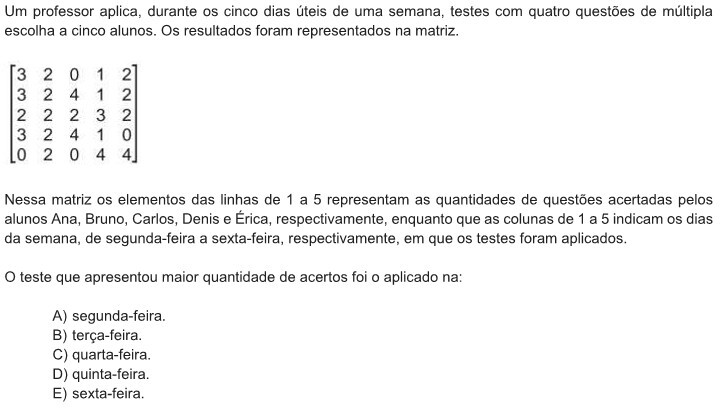 Um professor aplica, durante os cinco dias úteis de uma semana, testes com quatro questões de múltipla
escolha a cinco alunos. Os resultados foram representados na matriz.
3 2 0 1 2
3 2 4 1 2
2 2 2 3 2
3 2 4 1 0
0 2 0 4 4
Nessa matriz os elementos das linhas de 1 a 5 representam as quantidades de questões acertadas pelos
alunos Ana, Bruno, Carlos, Denis e Érica, respectivamente, enquanto que as colunas de 1 a 5 indicam os dias
da semana, de segunda-feira a sexta-feira, respectivamente, em que os testes foram aplicados.
O teste que apresentou maior quantidade de acertos foi o aplicado na:
A) segunda-feira.
B) terça-feira.
C) quarta-feira.
D) quinta-feira.
E) sexta-feira.